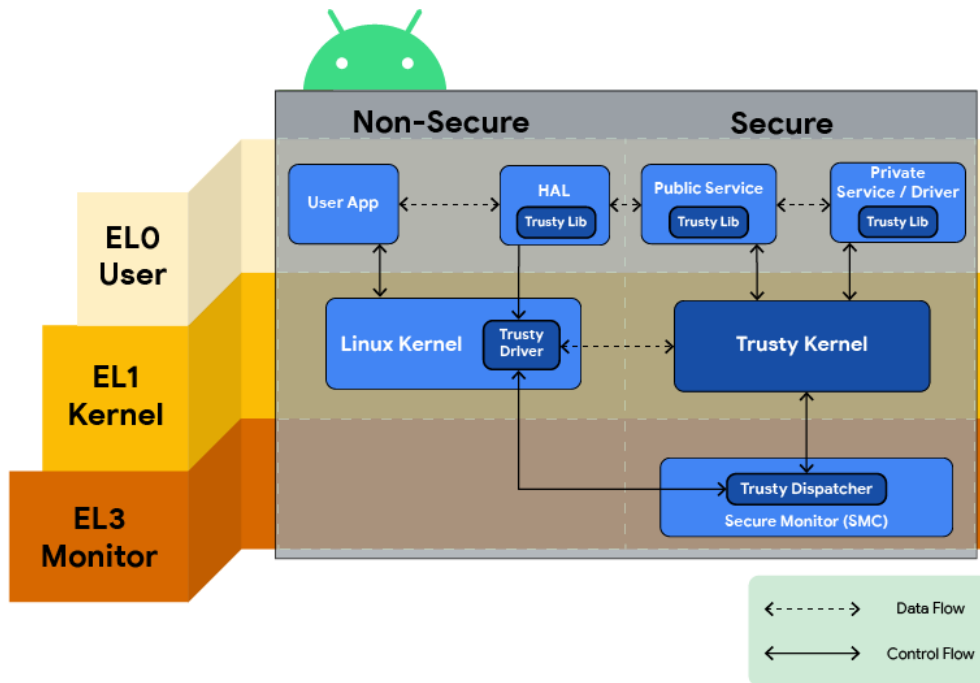 Non-Secure
Secure
EL0
User
User App
HAL
Trusty Lib
Public Service
Trusty Lib
Private
Service / Driver
Trusty Lib
EL1
Kernel
Linux Kernel
Trusty
Driver
Trusty Kernel
EL3
Monitor
Trusty Dispatcher
Secure Monitor (SMC)
Data Flow
Control Flow